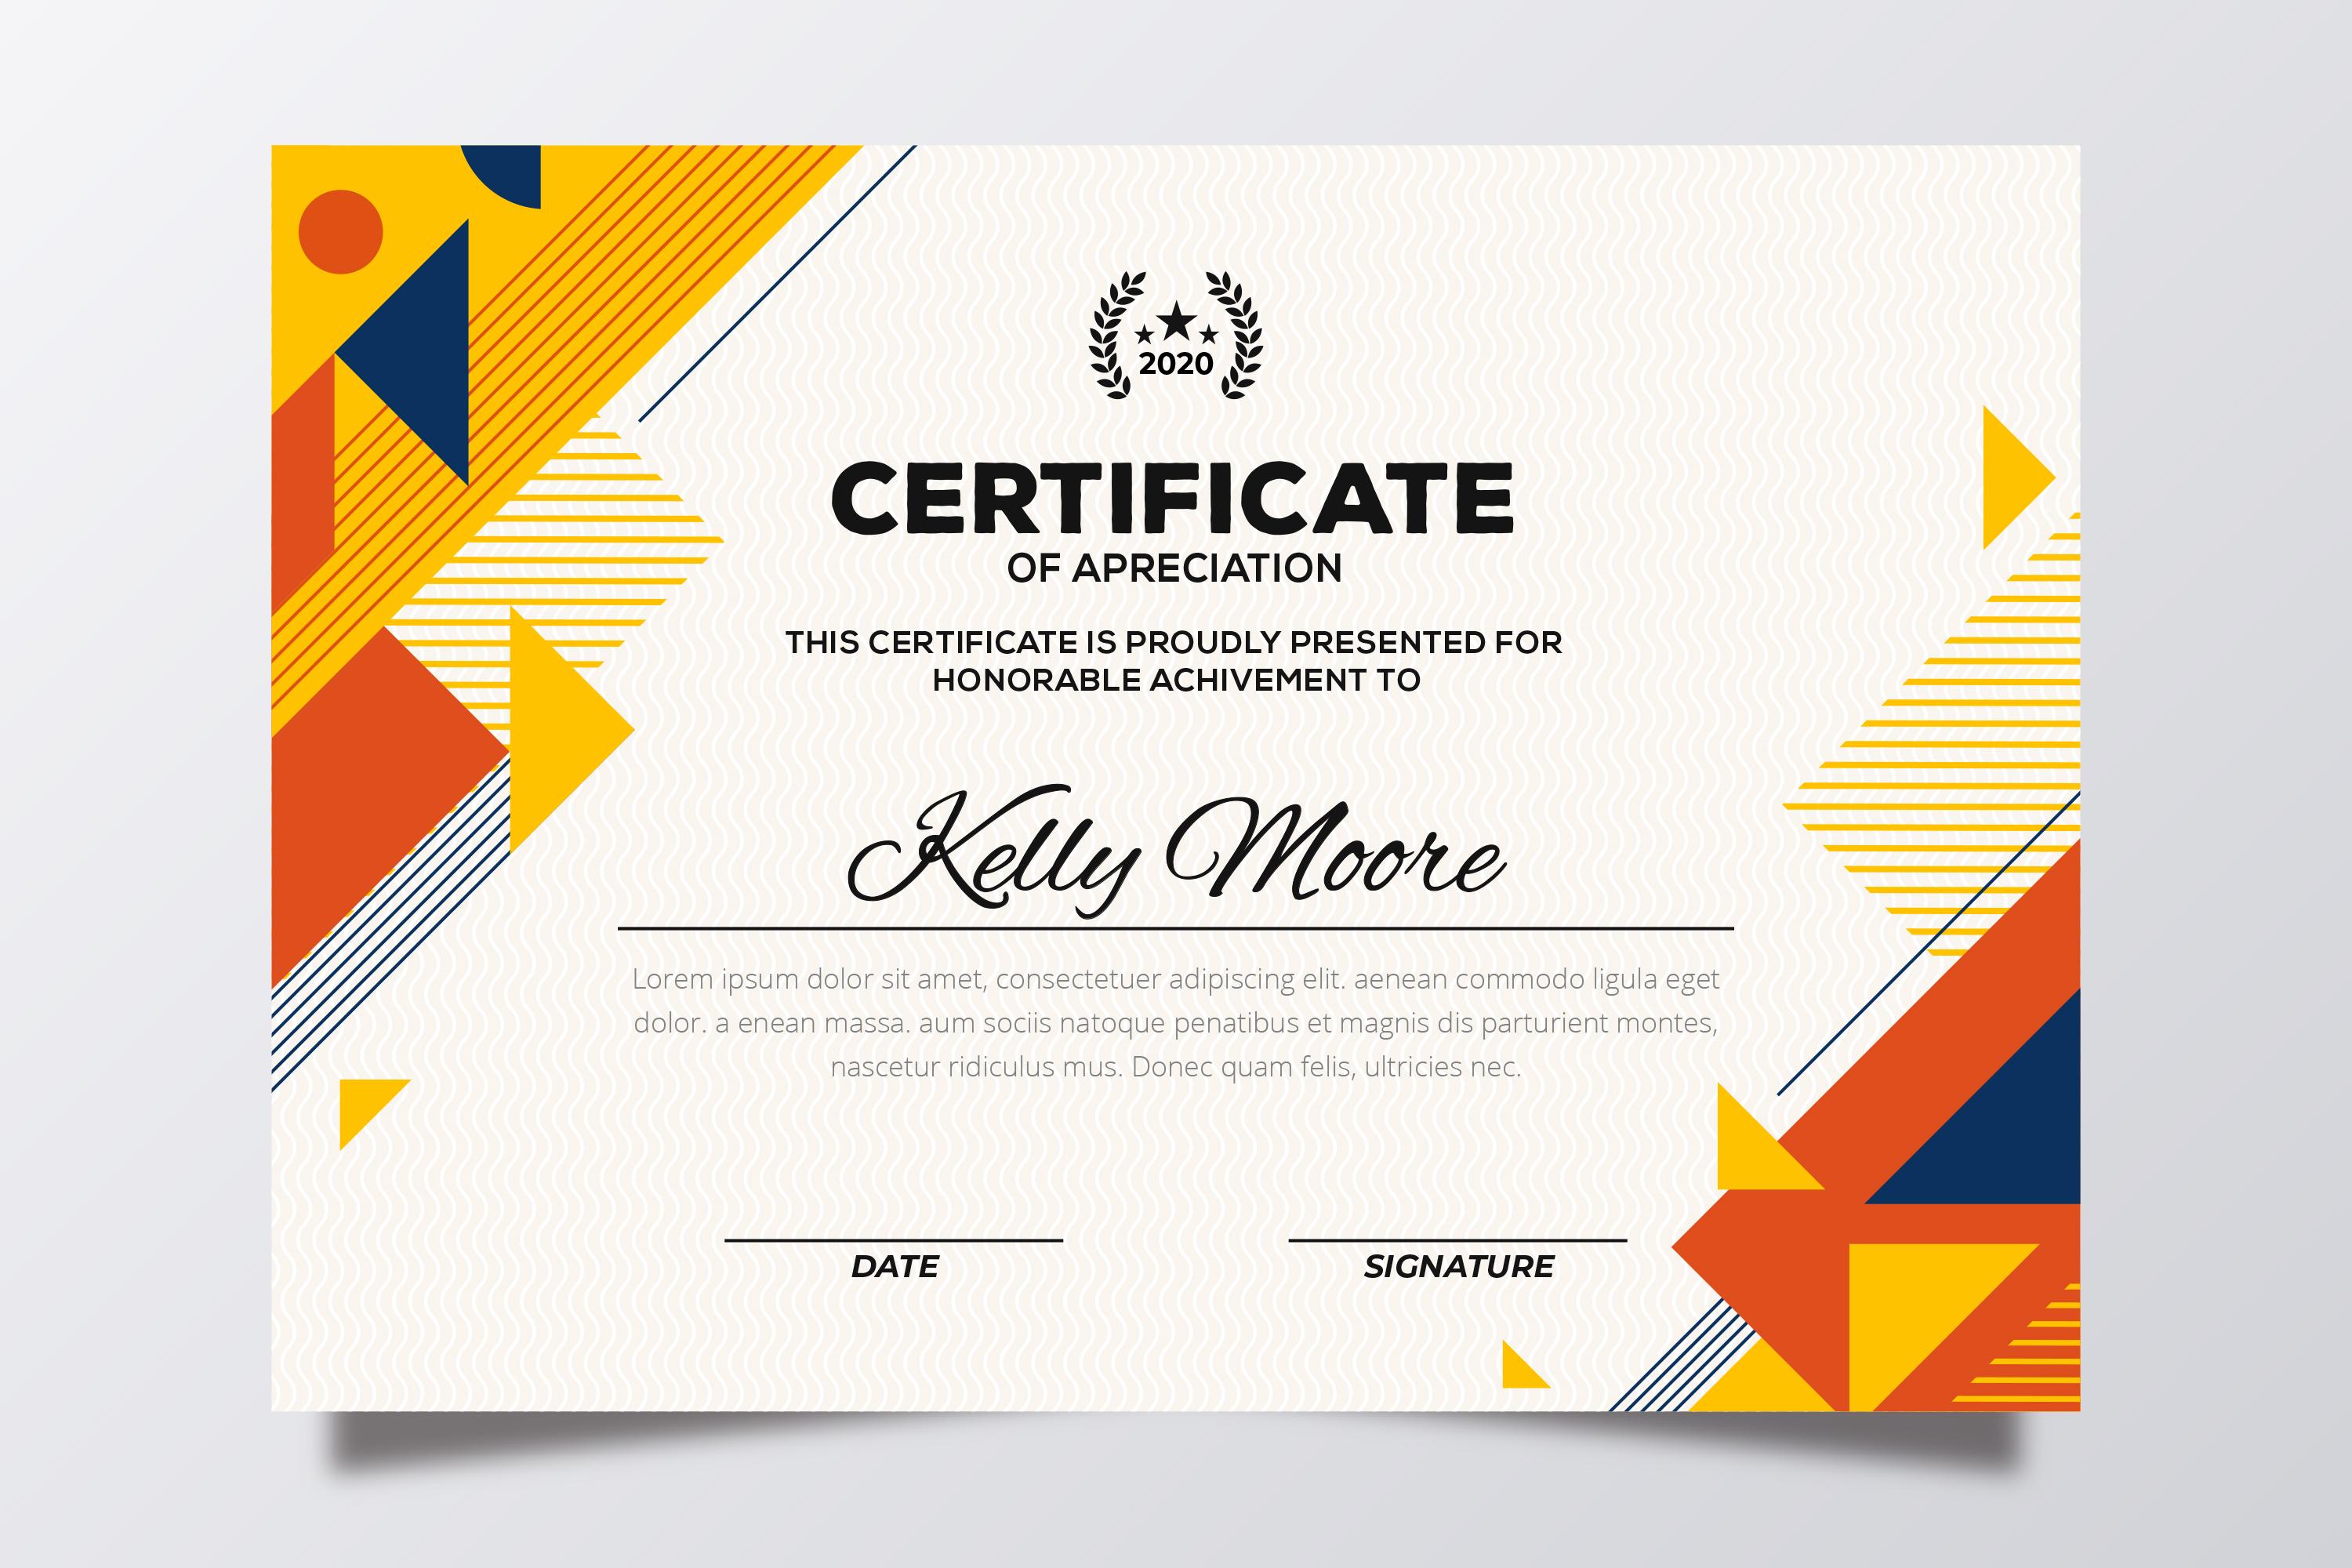 2020
CERTIFICATE
OF APRECIATION
THIS CERTIFICATE IS PROUDLY PRESENTED FOR
HONORABLE ACHIVEMENT TO
Kelly Moore
Lorem ipsum dolor sit amet, consectetuer adipiscing elit. aenean commodo ligula eget
dolor. a enean massa. aum sociis natoque penatibus et magnis dis parturient montes,
nascetur ridiculus mus. Donec quam felis, ultricies nec.
DATE
SIGNATURE